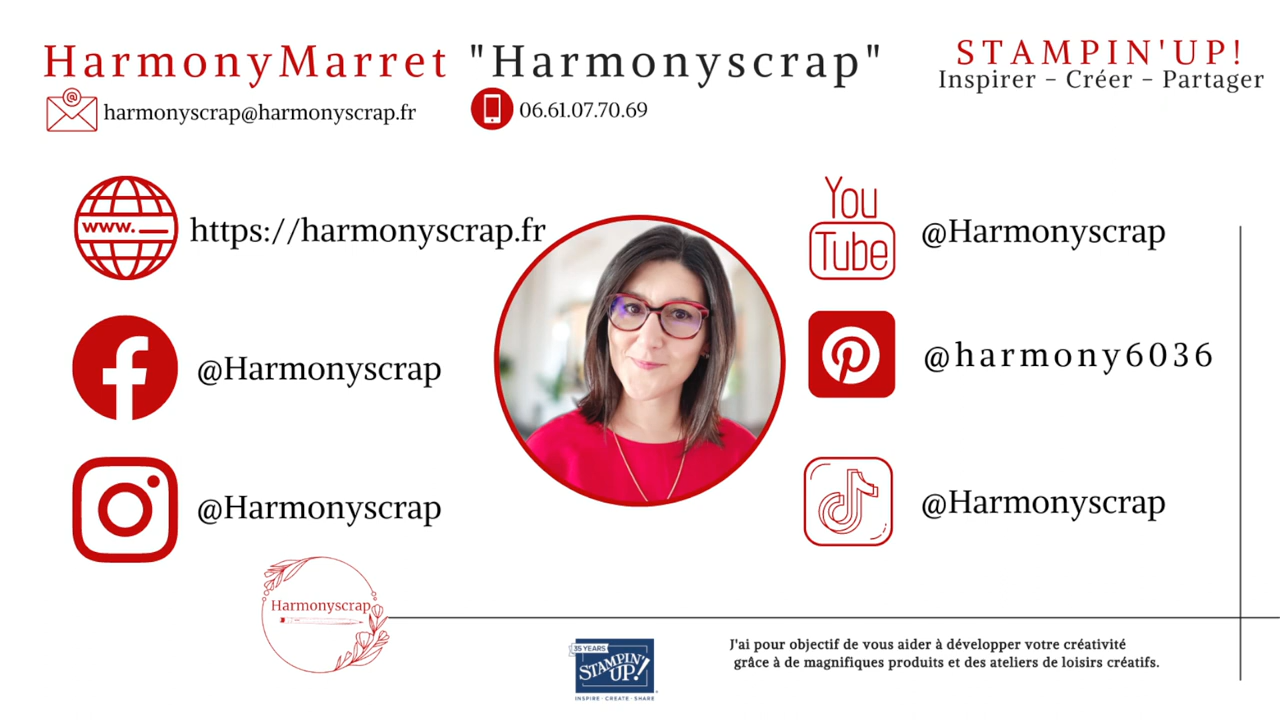 HarmonyMarret "Harmonyscrap"
STAMPIN'UP!
Inspirer – Créer – Partager
@
harmonyscrap@harmonyscrap.fr
06.61.07.70.69
www.
https://harmonyscrap.fr
You
Tube
@Harmonyscrap
@Harmonyscrap
@harmony6036
@Harmonyscrap
@Harmonyscrap
Harmonyscrap
35 YEARS
STAMPIN'
UP!
INSPIRE · CREATE · SHARE
J'ai pour objectif de vous aider à développer votre créativité
grâce à de magnifiques produits et des ateliers de loisirs créatifs.